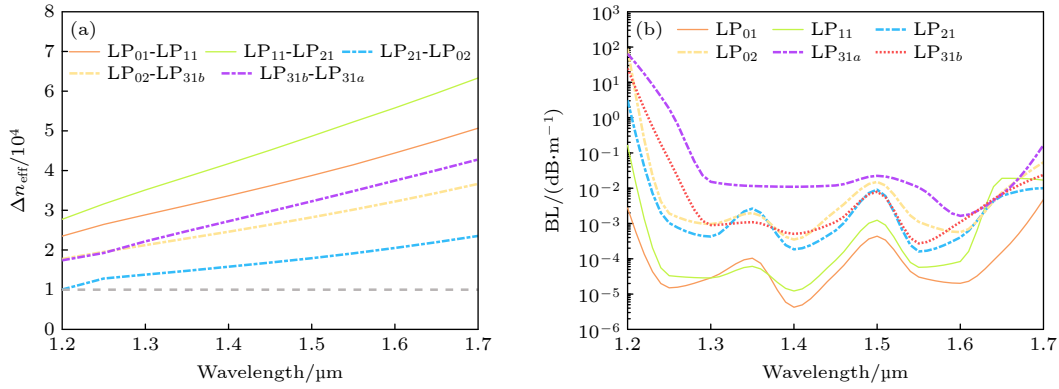 (a)
LP01-LP11 LP11-LP21 LP21-LP02
LP02-LP31b LP31b-LP31a
8
7
6
5
4
3
2
1
0
Δneff/10⁴
1.2 1.3 1.4 1.5 1.6 1.7
Wavelength/µm
(b)
LP01 LP11 LP21
LP02 LP31a LP31b
10³
10²
10¹
10⁰
10⁻¹
10⁻²
10⁻³
10⁻⁴
10⁻⁵
10⁻⁶
BL/(dB·m⁻¹)
1.2 1.3 1.4 1.5 1.6 1.7
Wavelength/µm